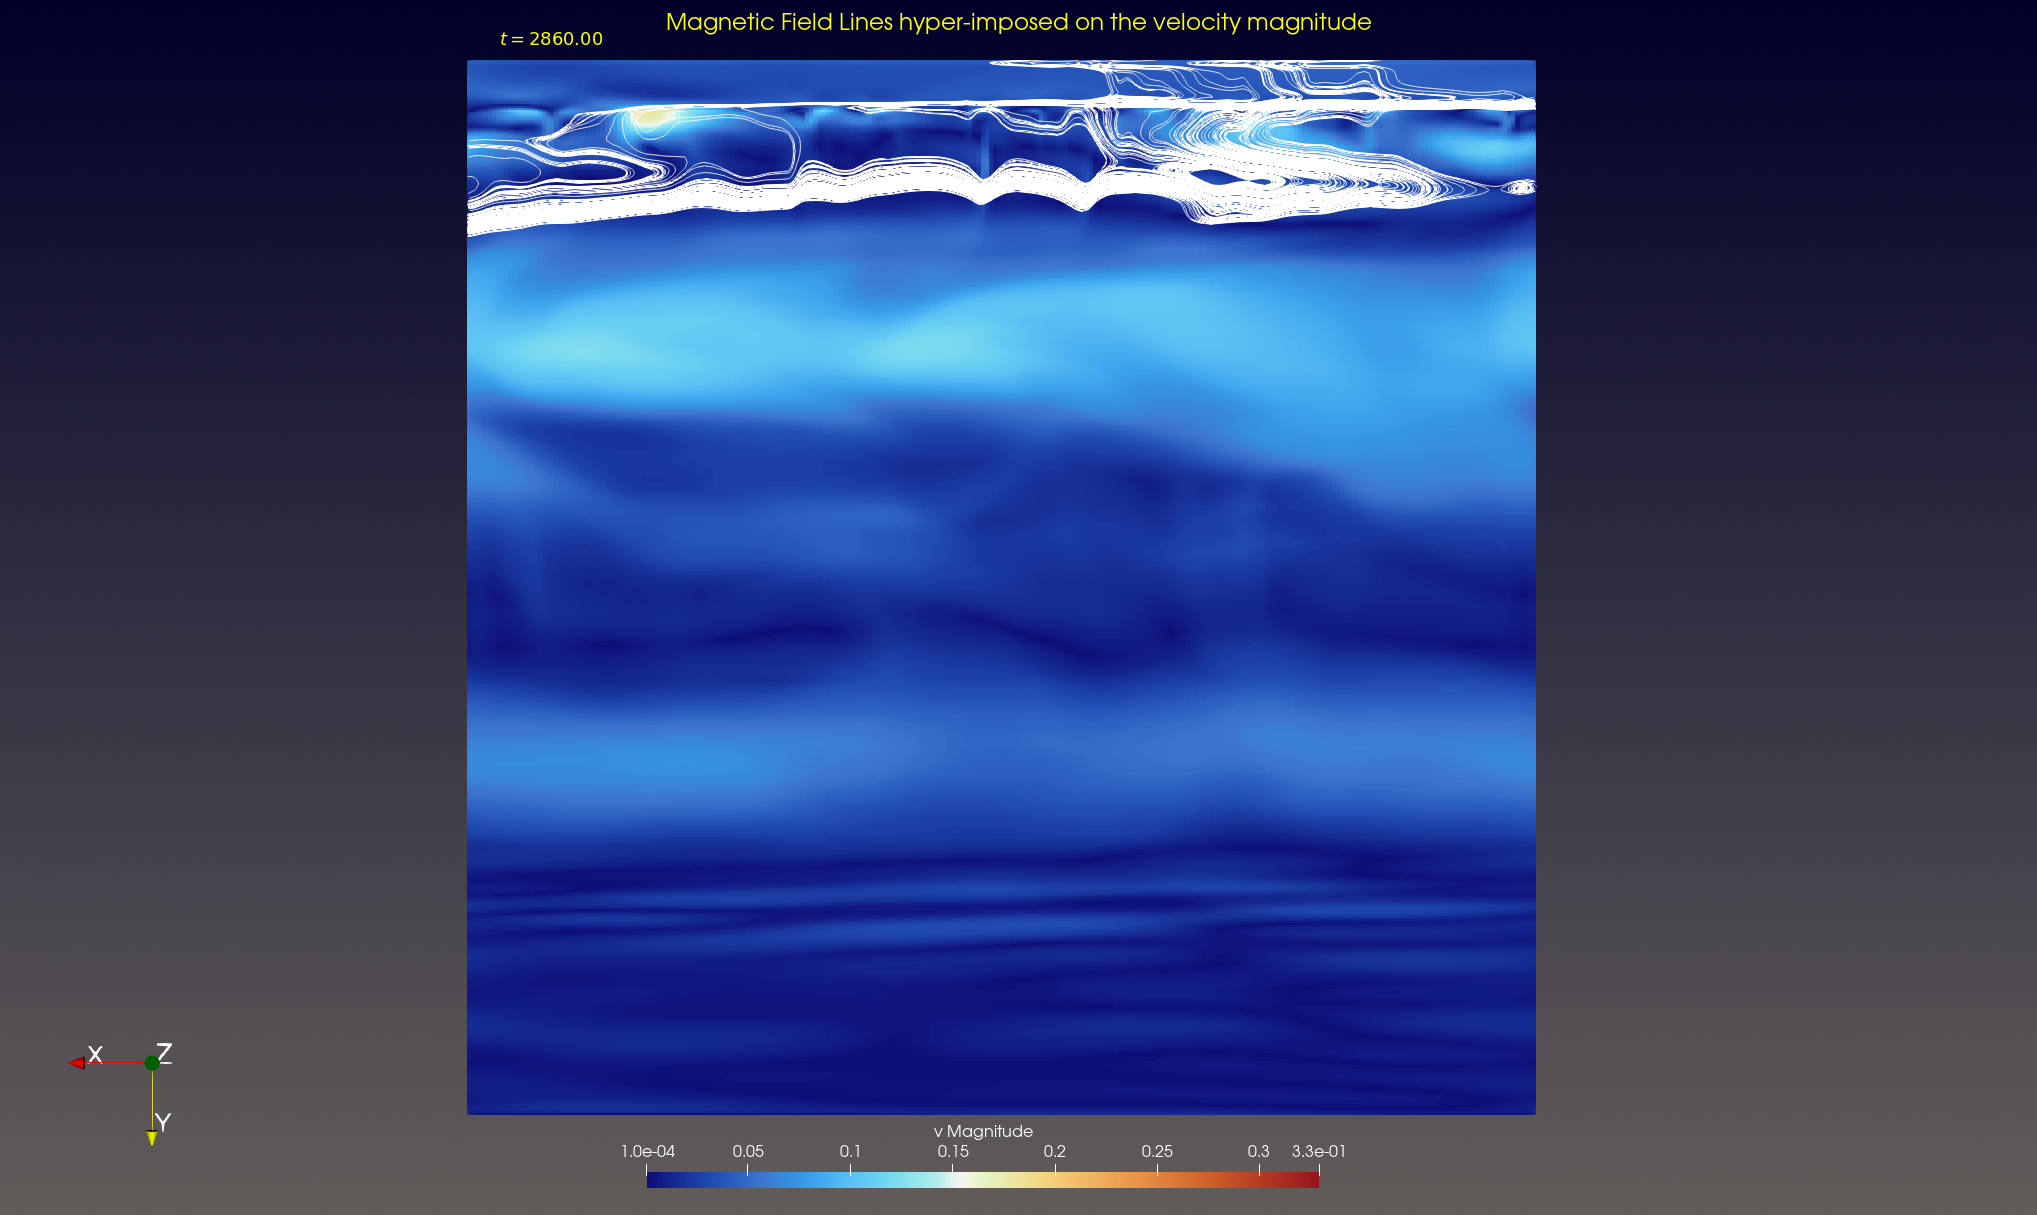 Magnetic Field Lines hyper-imposed on the velocity magnitude
t = 2860.00
X
Z
Y
v Magnitude
1.0e-04 0.05 0.1 0.15 0.2 0.25 0.3 3.3e-01